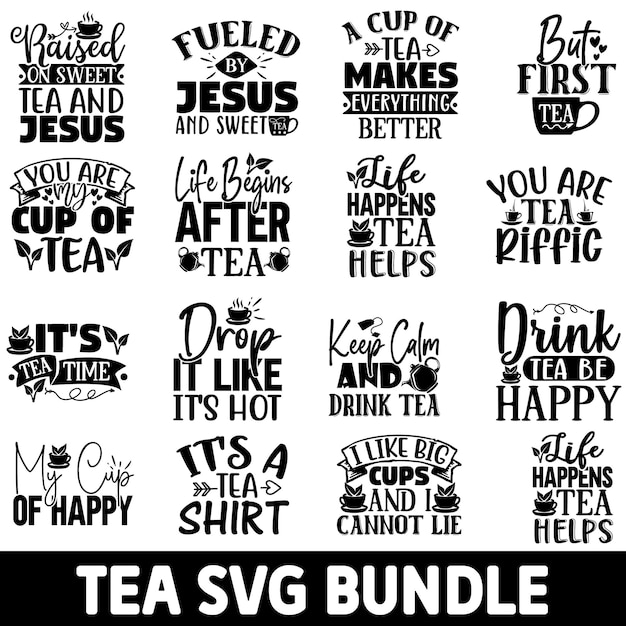 Raised
ON SWEET
TEA AND
JESUS
FUELED
BY
JESUS
AND SWEET TEA
A CUP OF
TEA
MAKES
EVERYTHING
BETTER
But
FIRST
TEA
YOU ARE
my
CUP OF
TEA
Life Begins
AFTER
TEA
Life
HAPPENS
TEA
HELPS
YOU ARE
TEA
RIFFIC
IT'S
TEA TIME
Drop
IT LIKE
IT'S HOT
Keep Calm
AND
DRINK TEA
Drink
TEA BE
HAPPY
My Cup
OF HAPPY
IT'S A
TEA
SHIRT
I LIKE BIG
CUPS
AND I
CANNOT LIE
Life
HAPPENS
TEA
HELPS
TEA SVG BUNDLE